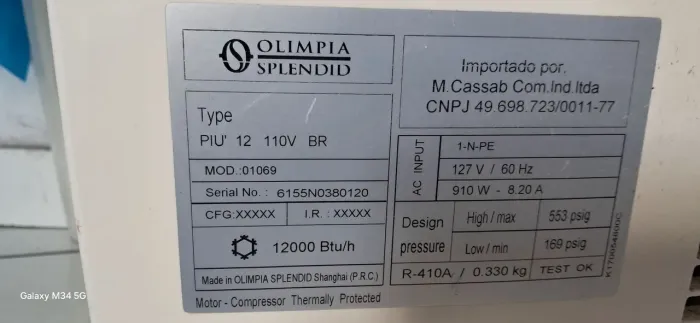 OLIMPIA
SPLENDID
Type
PIU' 12 110V BR
MOD.:01069
Serial No. : 6155N0380120
CFG:XXXXX I.R. : XXXXX
12000 Btu/h
Made in OLIMPIA SPLENDID Shanghai (P.R.C.)
Motor - Compressor Thermally Protected
Importado por.
M.Cassab Com.Ind.ltda
CNPJ 49.698.723/0011-77
AC INPUT
1-N-PE
127 V / 60 Hz
910 W - 8.20 A
Design pressure
High / max 553 psig
Low / min 169 psig
R-410A / 0.330 kg TEST OK
Galaxy M34 5G